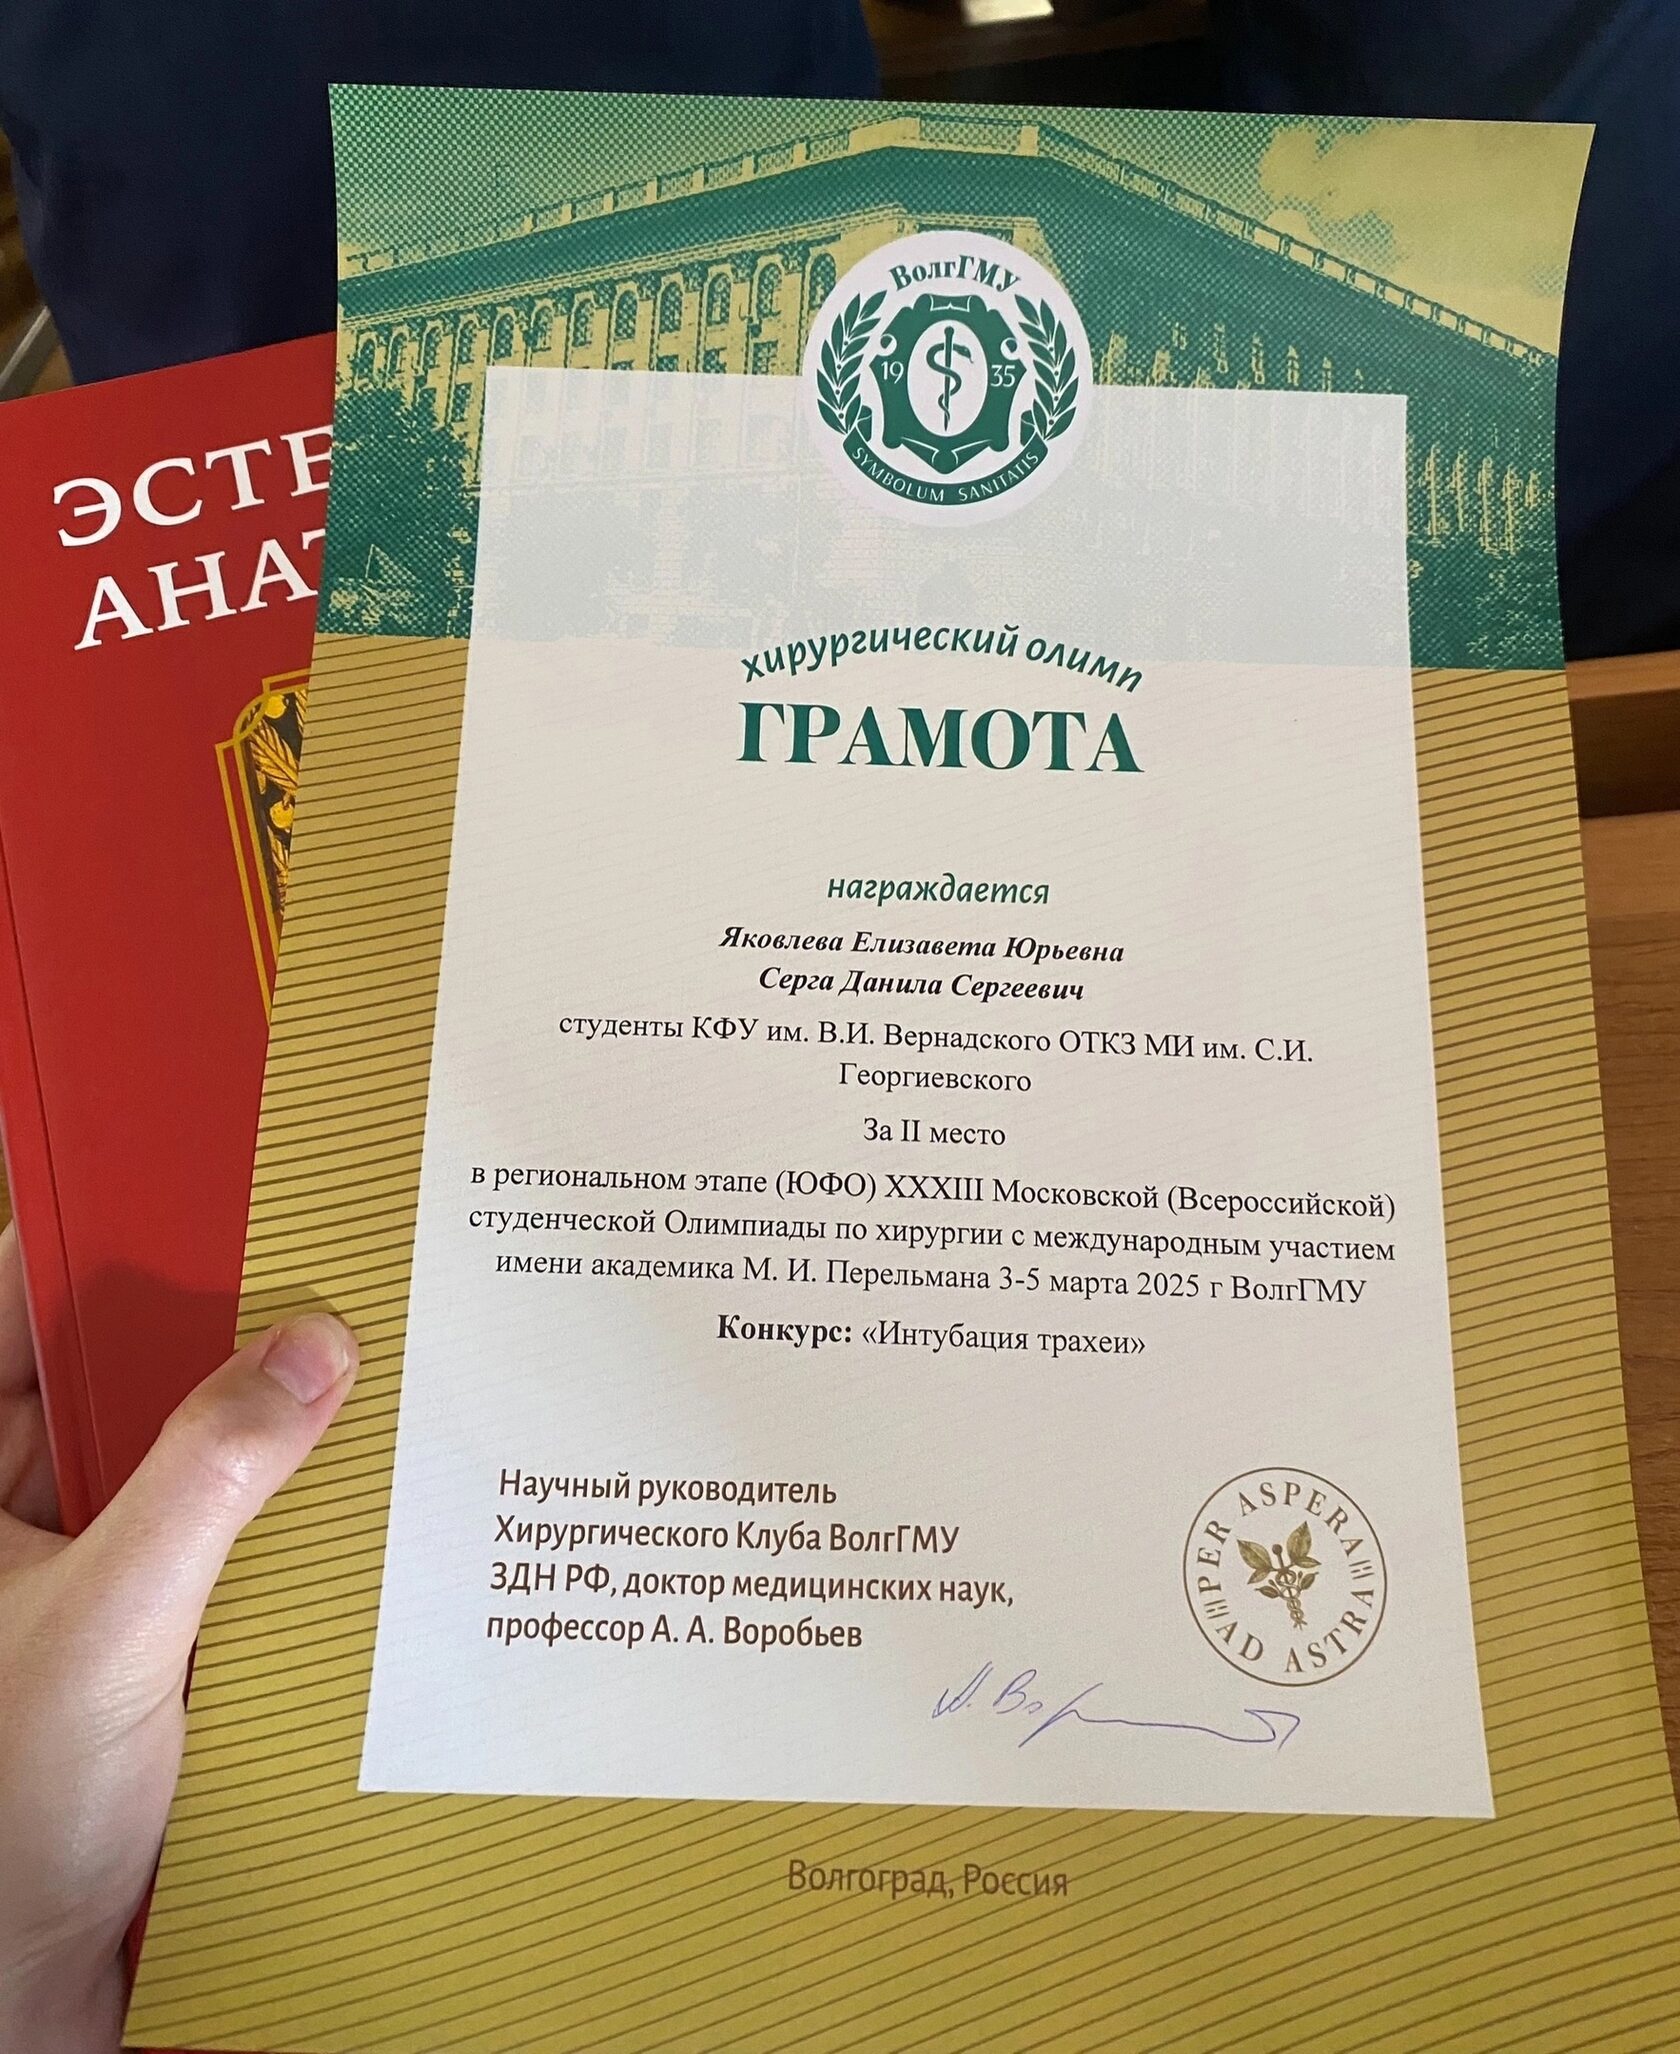 ВолгГМУ
19 35
SYMBOLUM SANITATIS
ЭСТЕ
АНАТ
хирургический олимп
ГРАМОТА
награждается
Яковлева Елизавета Юрьевна
Серга Данила Сергеевич
студенты КФУ им. В.И. Вернадского ОТКЗ МИ им. С.И.
Георгиевского
За II место
в региональном этапе (ЮФО) XXXIII Московской (Всероссийской)
студенческой Олимпиады по хирургии с международным участием
имени академика М. И. Перельмана 3-5 марта 2025 г ВолгГМУ
Конкурс: «Интубация трахеи»
Научный руководитель
Хирургического Клуба ВолгГМУ
ЗДН РФ, доктор медицинских наук,
профессор А. А. Воробьев
PER ASPERA AD ASTRA
Волгоград, Россия